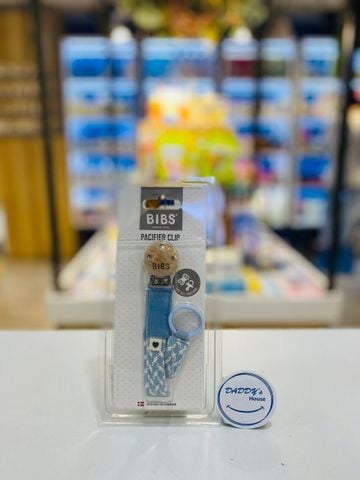 BIBS
PACIFIER CLIP
BIBS
DADDY's
House